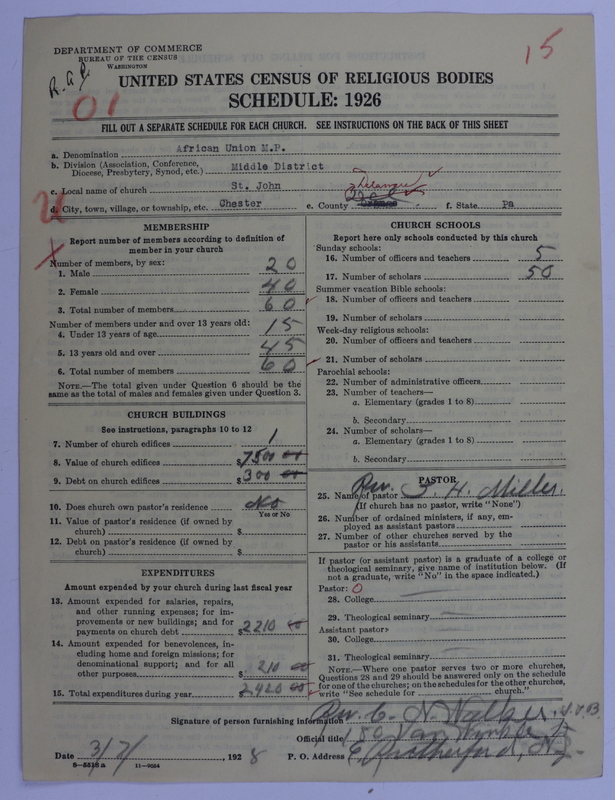 15
DEPARTMENT OF COMMERCE
BUREAU OF THE CENSUS
WASHINGTON
01
UNITED STATES CENSUS OF RELIGIOUS BODIES
SCHEDULE: 1926
FILL OUT A SEPARATE SCHEDULE FOR EACH CHURCH. SEE INSTRUCTIONS ON THE BACK OF THIS SHEET
a. Denomination African Union M.P.
b. Division (Association, Conference, Diocese, Presbytery, Synod, etc.) Middle District
c. Local name of church St. John
d. City, town, village, or township, etc. Chester e. County Delaware f. State Pa
MEMBERSHIP
Report number of members according to definition of
member in your church
Number of members, by sex:
1. Male 20
2. Female 40
3. Total number of members 60
Number of members under and over 13 years old:
4. Under 13 years of age 15
5. 13 years old and over 45
6. Total number of members 60
NOTE.—The total given under Question 6 should be the
same as the total of males and females given under Question 3.
CHURCH BUILDINGS
See instructions, paragraphs 10 to 12
7. Number of church edifices 1
8. Value of church edifices $7500 00
9. Debt on church edifices $300 00
10. Does church own pastor's residence No
Yes or No
11. Value of pastor's residence (if owned by
church) $
12. Debt on pastor's residence (if owned by
church) $
EXPENDITURES
Amount expended by your church during last fiscal year
13. Amount expended for salaries, repairs,
and other running expenses; for im-
provements or new buildings; and for
payments on church debt $2210 00
14. Amount expended for benevolences, in-
cluding home and foreign missions; for
denominational support; and for all
other purposes $210 00
15. Total expenditures during year 2420 00
CHURCH SCHOOLS
Report here only schools conducted by this church
Sunday schools:
16. Number of officers and teachers 5
17. Number of scholars 50
Summer vacation Bible schools:
18. Number of officers and teachers
19. Number of scholars
Week-day religious schools:
20. Number of officers and teachers
21. Number of scholars
Parochial schools:
22. Number of administrative officers
23. Number of teachers—
a. Elementary (grades 1 to 8)
b. Secondary
24. Number of scholars—
a. Elementary (grades 1 to 8)
b. Secondary
PASTOR
25. Name of pastor Rev. H. Miller.
(If church has no pastor, write "None")
26. Number of ordained ministers, if any, em-
ployed as assistant pastors
27. Number of other churches served by the
pastor or his assistants
If pastor (or assistant pastor) is a graduate of a college or
theological seminary, give name of institution below. (If
not a graduate, write "No" in the space indicated.)
Pastor: 0
28. College
29. Theological seminary
Assistant pastor:
30. College
31. Theological seminary
NOTE.—Where one pastor serves two or more churches,
Questions 28 and 29 should be answered only on the schedule
for one of the churches; on the schedules for the other churches,
write "See schedule for church."
Signature of person furnishing information Rev. C. N. Walker,
Official title 186 Van Winkle
Date 3/7/, 1928 P. O. Address E. Rutherford, N.J.
8-5518 a 11-9554